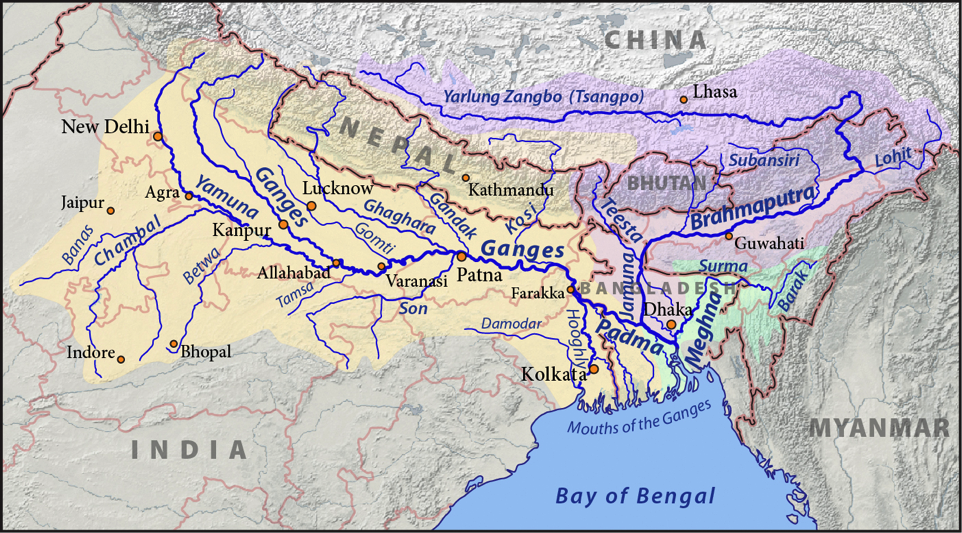 CHINA
Yarlung Zangbo (Tsangpo)
Lhasa
New Delhi
NEPAL
Subansiri
Lohit
BHUTAN
Agra
Yamuna
Ganges
Lucknow
Kathmandu
Brahmaputra
Jaipur
Ghaghara
Gandak
Kosi
Teesta
Banas
Chambal
Kanpur
Gomti
Guwahati
Betwa
Allahabad
Ganges
Surma
Tamsa
Varanasi
Patna
Farakka
BANGLADESH
Barak
Son
Jamuna
Dhaka
Damodar
Hooghly
Padma
Meghna
Indore
Bhopal
Kolkata
Mouths of the Ganges
INDIA
MYANMAR
Bay of Bengal